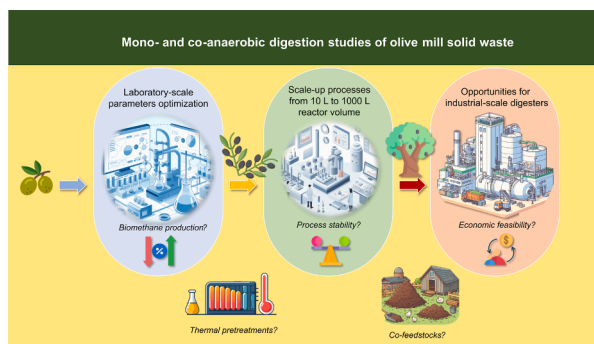 Mono- and co-anaerobic digestion studies of olive mill solid waste
Laboratory-scale
parameters optimization
Biomethane production?
%
Scale-up processes
from 10 L to 1000 L
reactor volume
Process stability?
Opportunities for
industrial-scale digesters
Economic feasibility?
$
Thermal pretreatments?
Co-feedstocks?